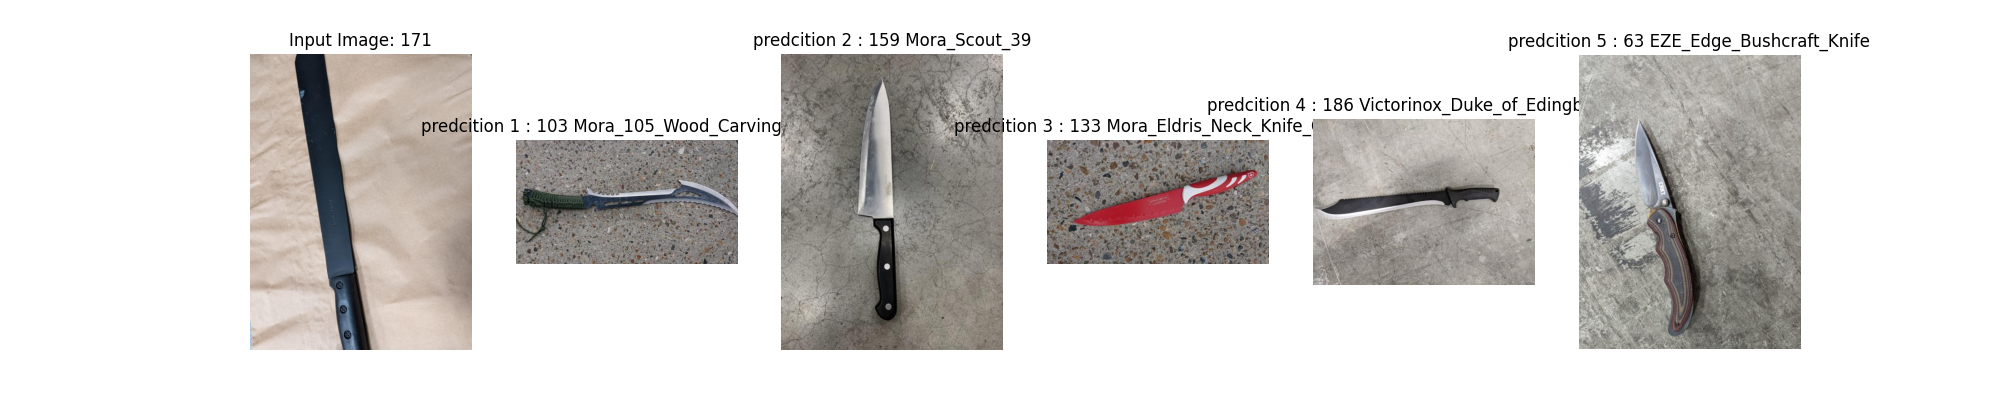 Input Image: 171
predcition 1 : 103 Mora_105_Wood_Carving
predcition 2 : 159 Mora_Scout_39
predcition 3 : 133 Mora_Eldris_Neck_Knife_
predcition 4 : 186 Victorinox_Duke_of_Eding
predcition 5 : 63 EZE_Edge_Bushcraft_Knife